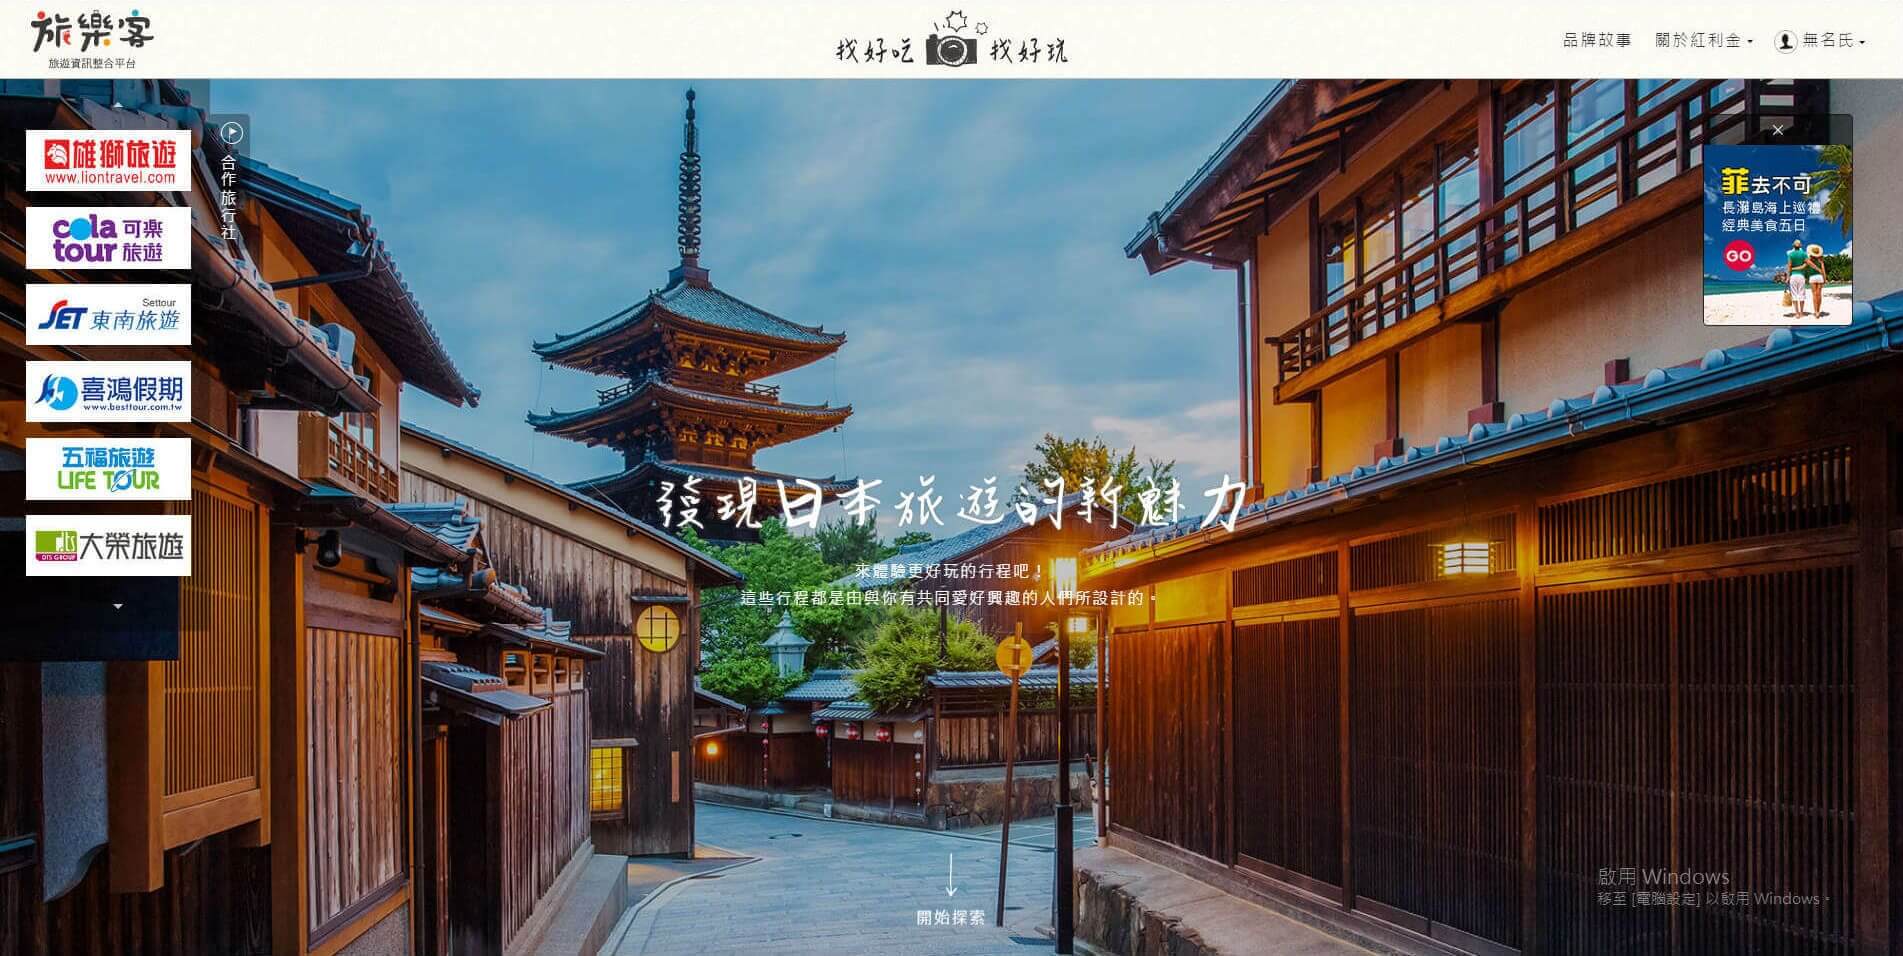 旅樂客
旅遊資訊整合平台
找好吃
找好玩
品牌故事
關於紅利金
無名氏
雄獅旅遊
www.liontravel.com
cola tour
可樂旅遊
Settour
SET 東南旅遊
喜鴻假期
www.besttour.com.tw
五福旅遊
LIFE TOUR
dts
DTS GROUP
大榮旅遊
合作旅行社
×
菲去不可
長灘島海上巡禮
經典美食五日
GO
發現日本旅遊的新魅力
來體驗更好玩的行程吧！
這些行程都是由與你有共同愛好興趣的人們所設計的。
開始探索
啟用 Windows
移至 [電腦設定] 以啟用 Windows。